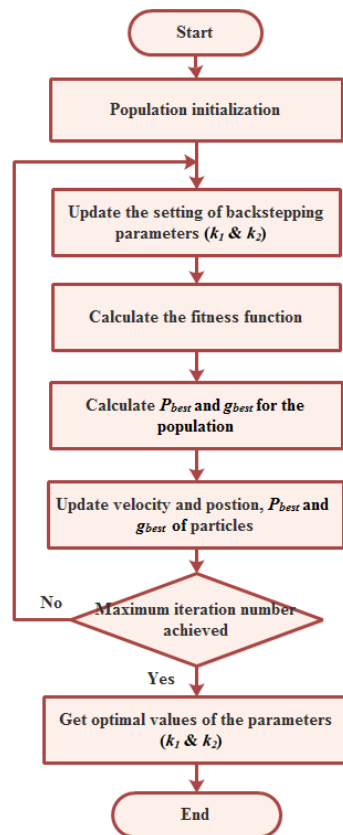 Start
Population initialization
Update the setting of backstepping
parameters (k₁ & k₂)
Calculate the fitness function
Calculate Pbest and gbest for the
population
Update velocity and postion, Pbest and
gbest of particles
No
Maximum iteration number
achieved
Yes
Get optimal values of the parameters
(k₁ & k₂)
End